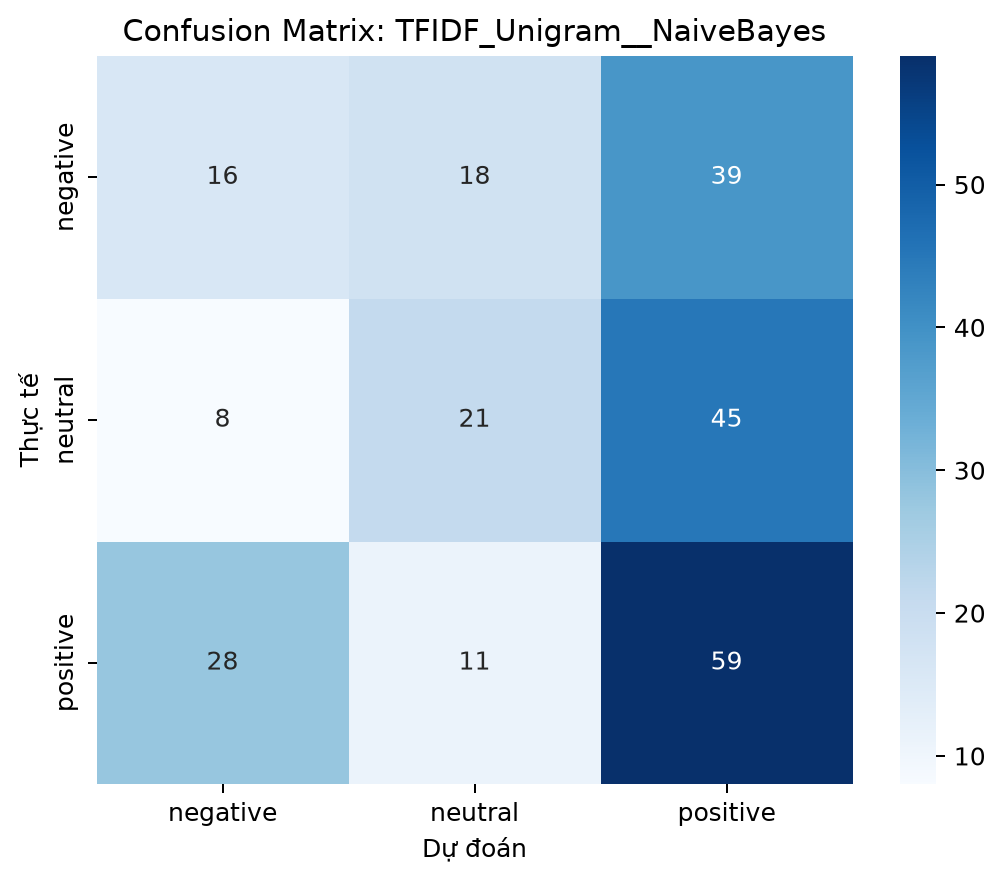 Confusion Matrix: TFIDF_Unigram__NaiveBayes
Thực tế
negative
16 18 39
neutral
8 21 45
positive
28 11 59
negative neutral positive
Dự đoán
50
40
30
20
10